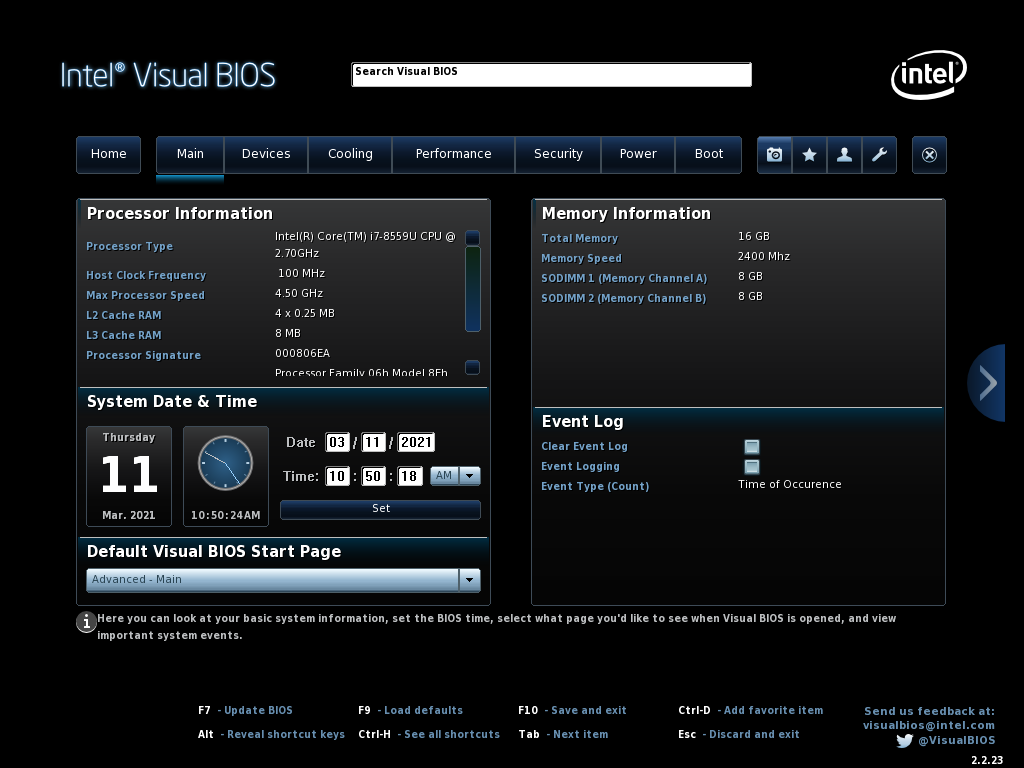 Intel® Visual BIOS
Search Visual BIOS
intel
Home
Main
Devices
Cooling
Performance
Security
Power
Boot
Processor Information
Processor Type
Intel(R) Core(TM) i7-8559U CPU @
2.70GHz
Host Clock Frequency 100 MHz
Max Processor Speed 4.50 GHz
L2 Cache RAM 4 x 0.25 MB
L3 Cache RAM 8 MB
Processor Signature 000806EA
Processor Family 06h Model 8Eh
System Date & Time
Thursday
11
Mar. 2021
10:50:24AM
Date 03 / 11 / 2021
Time: 10 : 50 : 18 AM
Set
Default Visual BIOS Start Page
Advanced - Main
Memory Information
Total Memory 16 GB
Memory Speed 2400 Mhz
SODIMM 1 (Memory Channel A) 8 GB
SODIMM 2 (Memory Channel B) 8 GB
Event Log
Clear Event Log
Event Logging
Event Type (Count) Time of Occurence
Here you can look at your basic system information, set the BIOS time, select what page you'd like to see when Visual BIOS is opened, and view
important system events.
F7 - Update BIOS
F9 - Load defaults
F10 - Save and exit
Ctrl-D - Add favorite item
Alt - Reveal shortcut keys
Ctrl-H - See all shortcuts
Tab - Next item
Esc - Discard and exit
Send us feedback at:
visualbios@intel.com
@VisualBIOS
2.2.23